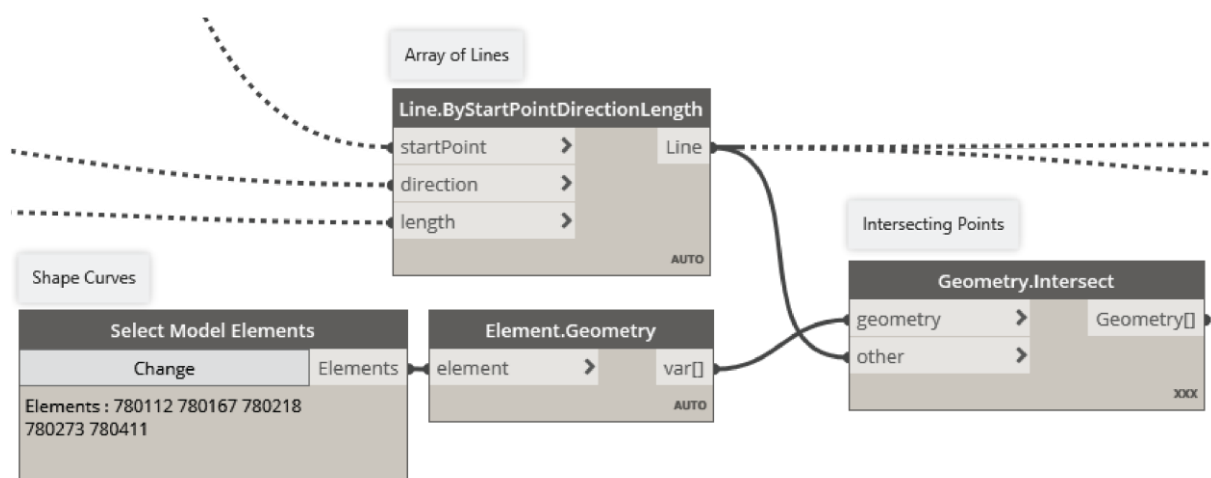 Array of Lines
Line.ByStartPointDirectionLength
startPoint > Line
direction >
length >
AUTO
Shape Curves
Select Model Elements
Change Elements
Elements : 780112 780167 780218
780273 780411
Element.Geometry
element > var[]
AUTO
Intersecting Points
Geometry.Intersect
geometry > Geometry[]
other >
xxx